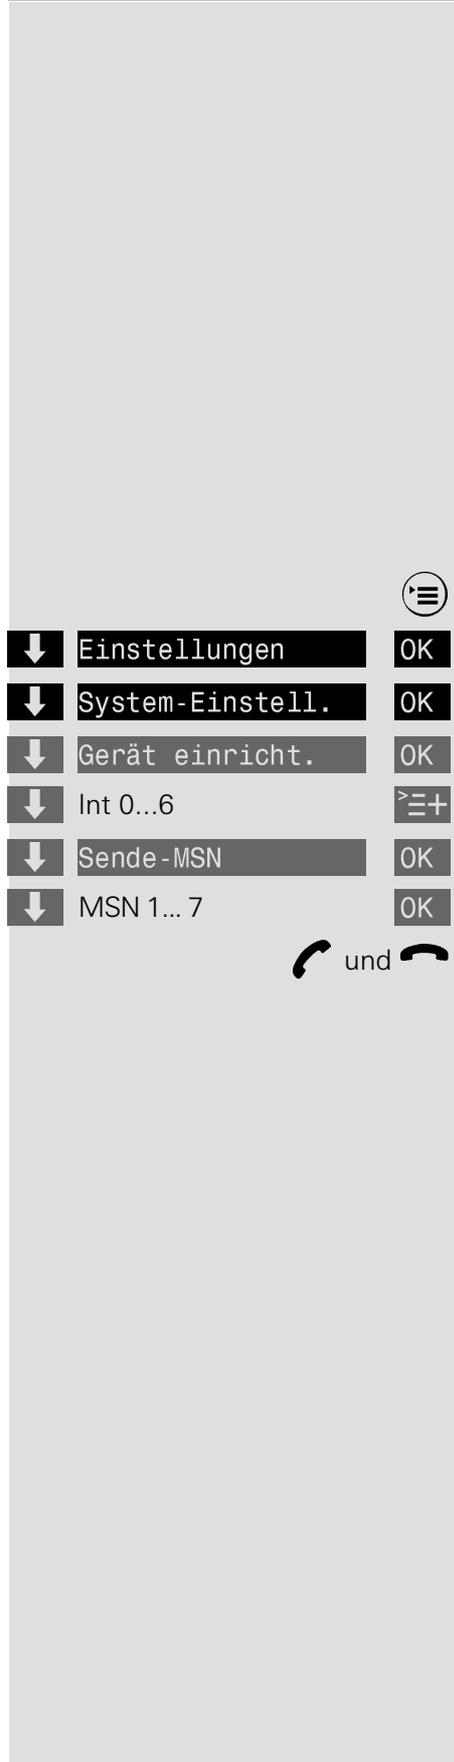 Einstellungen OK
System-Einstell. OK
Gerät einricht. OK
Int 0...6
Sende-MSN OK
MSN 1... 7 OK
und